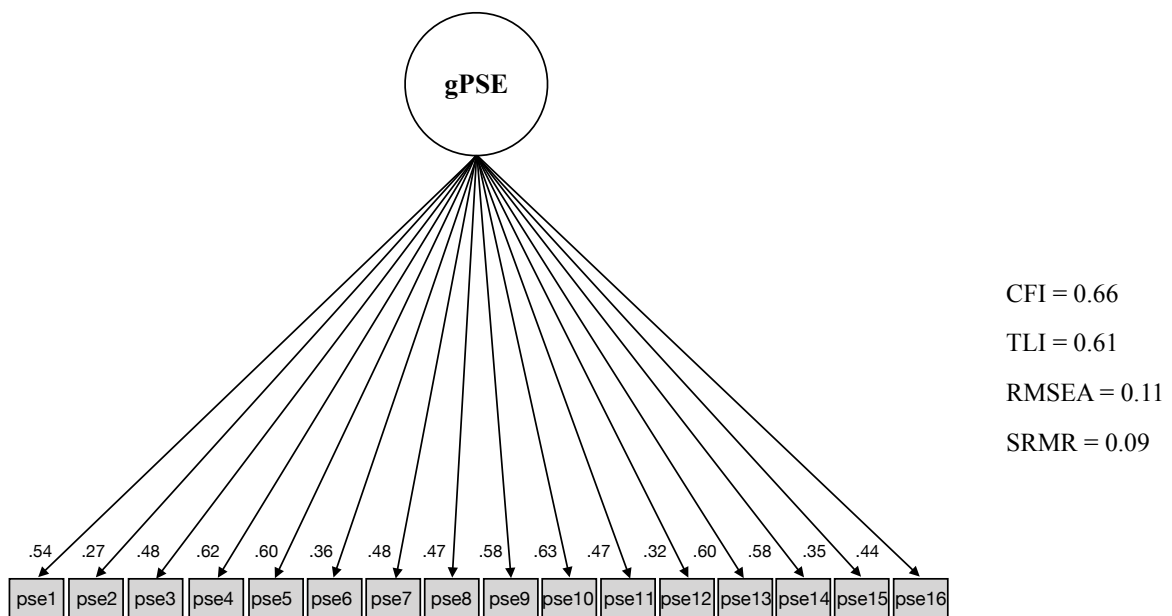 gPSE
CFI = 0.66
TLI = 0.61
RMSEA = 0.11
SRMR = 0.09
.54 .27 .48 .62 .60 .36 .48 .47 .58 .63 .47 .32 .60 .58 .35 .44
pse1 pse2 pse3 pse4 pse5 pse6 pse7 pse8 pse9 pse10 pse11 pse12 pse13 pse14 pse15 pse16